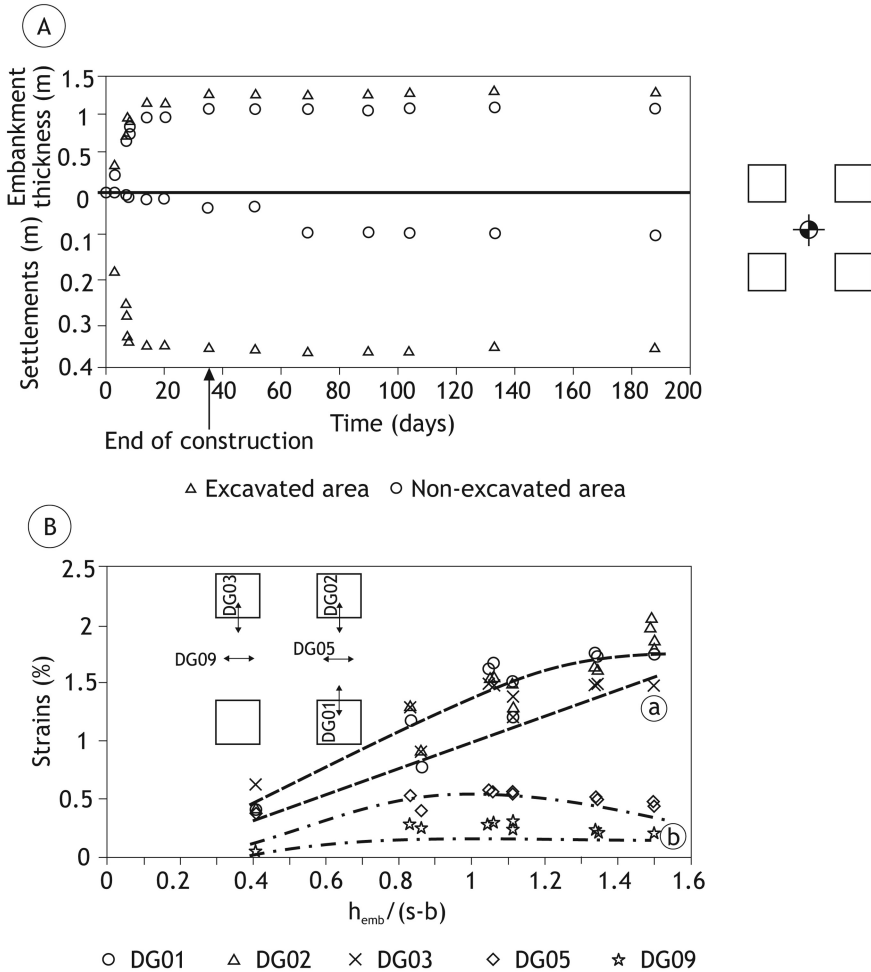 A
Embankment
thickness (m)
Settlements (m)
1.5
1
0.5
0
0.1
0.2
0.3
0.4
0 20 40 60 80 100 120 140 160 180 200
Time (days)
End of construction
Excavated area Non-excavated area
B
Strains (%)
2.5
2
1.5
1
0.5
0
DG03 DG02
DG09 DG05
DG01
a
b
0 0.2 0.4 0.6 0.8 1 1.2 1.4 1.6
hemb/(s-b)
DG01 DG02 DG03 DG05 DG09